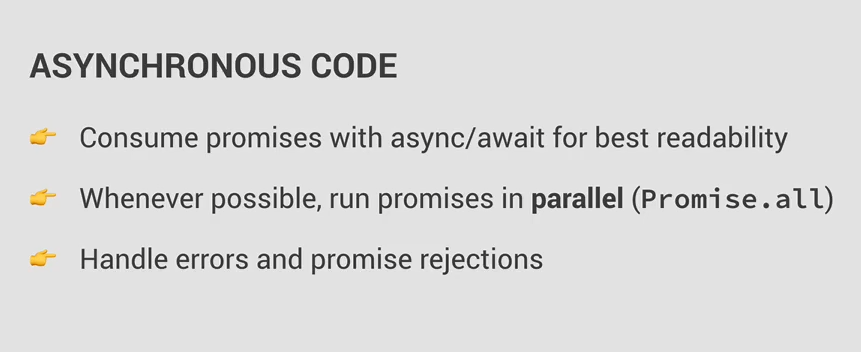 ASYNCHRONOUS CODE
👉 Consume promises with async/await for best readability
👉 Whenever possible, run promises in parallel (Promise.all)
👉 Handle errors and promise rejections